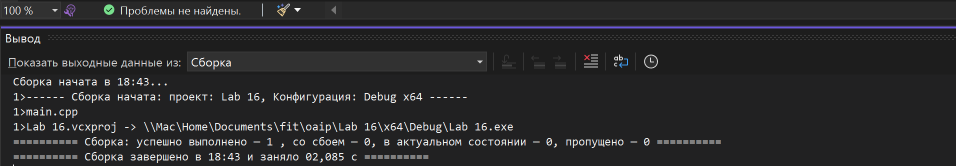 100 %
Проблемы не найдены.
Вывод
Показать выходные данные из: Сборка
Сборка начата в 18:43...
1>------ Сборка начата: проект: Lab 16, Конфигурация: Debug x64 ------
1>main.cpp
1>Lab 16.vcxproj -> \\Mac\Home\Documents\fit\oaip\Lab 16\x64\Debug\Lab 16.exe
========== Сборка: успешно выполнено — 1 , со сбоем — 0, в актуальном состоянии — 0, пропущено — 0 ==========
========== Сборка завершено в 18:43 и заняло 02,085 с ==========